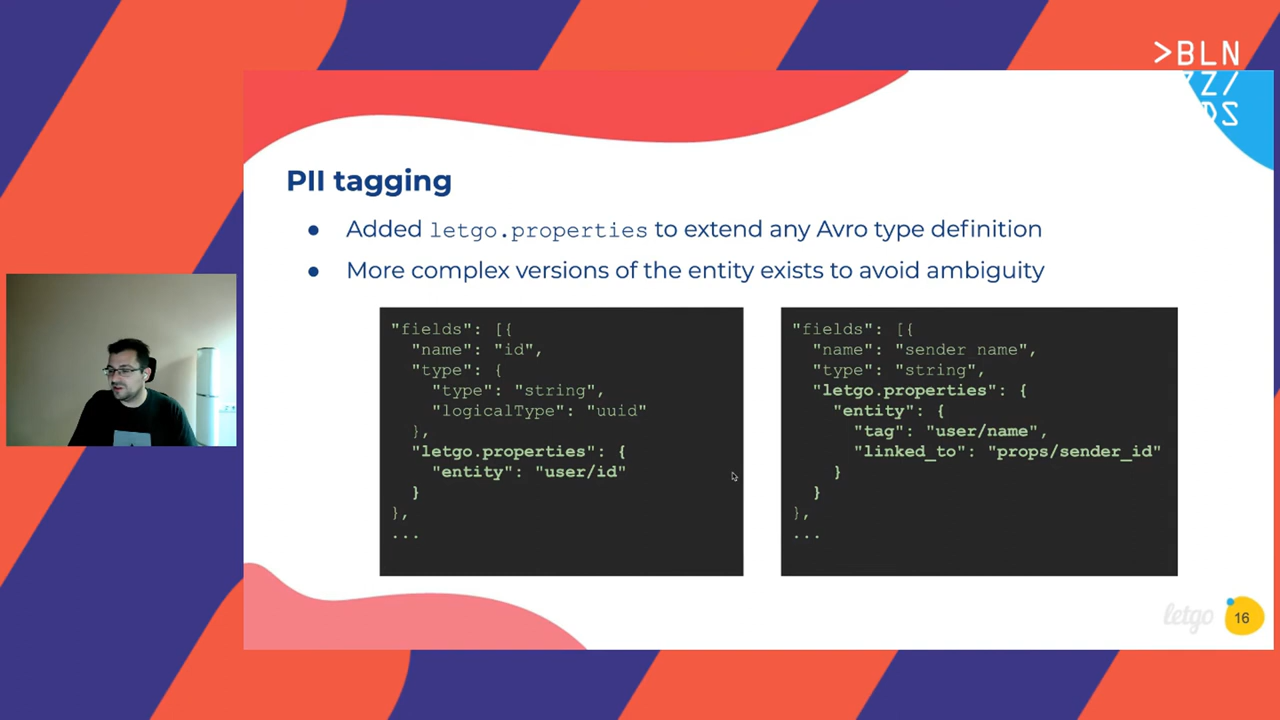 >BLN
ZZ/
DS
PII tagging
● Added letgo.properties to extend any Avro type definition
● More complex versions of the entity exists to avoid ambiguity
"fields": [{
"name": "id",
"type": {
"type": "string",
"logicalType": "uuid"
},
"letgo.properties": {
"entity": "user/id"
}
},
...
"fields": [{
"name": "sender name",
"type": "string",
"letgo.properties": {
"entity": {
"tag": "user/name",
"linked_to": "props/sender_id"
}
}
},
...
letgo
16